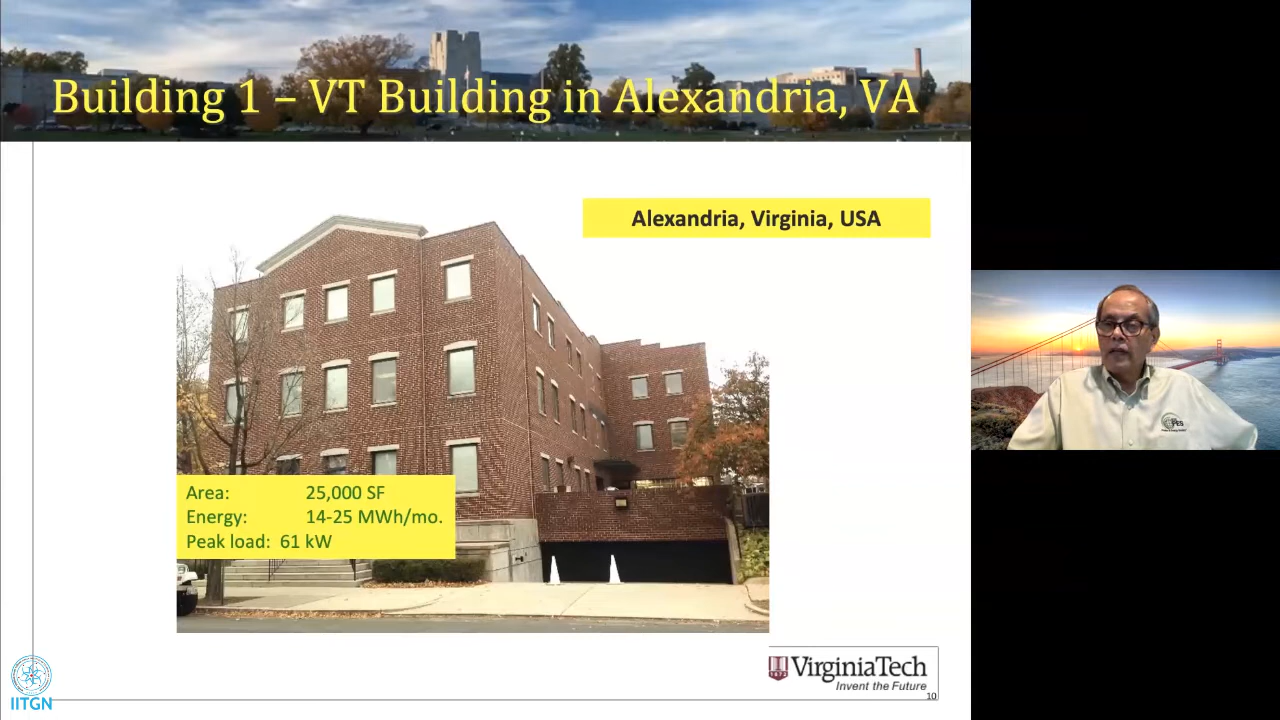 Building 1 – VT Building in Alexandria, VA
Alexandria, Virginia, USA
Area: 25,000 SF
Energy: 14-25 MWh/mo.
Peak load: 61 kW
VirginiaTech
Invent the Future
10
IITGN
PES